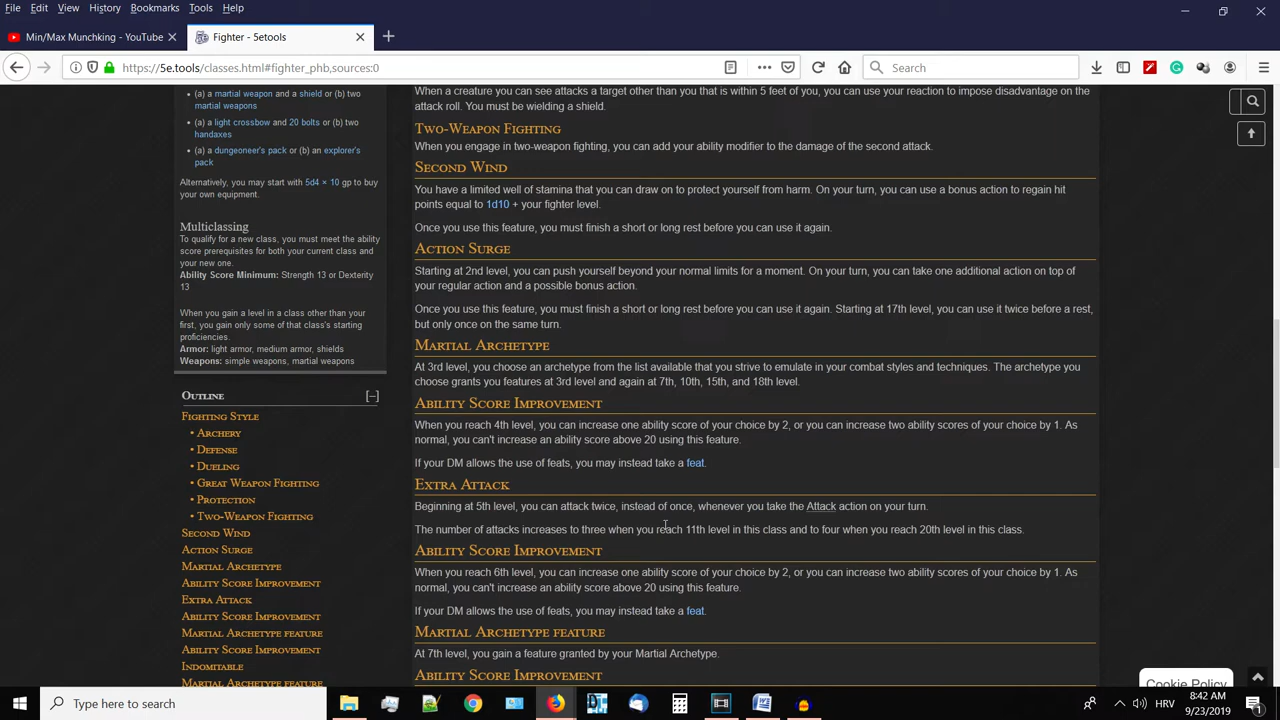 File Edit View History Bookmarks Tools Help
Min/Max Munchking - YouTube
Fighter - 5etools
https://5e.tools/classes.html#fighter_phb,sources:0
Search
(a) a martial weapon and a shield or (b) two
martial weapons
(a) a light crossbow and 20 bolts or (b) two
handaxes
(a) a dungeoneer's pack or (b) an explorer's
pack
Alternatively, you may start with 5d4 × 10 gp to buy
your own equipment.
Multiclassing
To qualify for a new class, you must meet the ability
score prerequisites for both your current class and
your new one.
Ability Score Minimum: Strength 13 or Dexterity
13
When you gain a level in a class other than your
first, you gain only some of that class's starting
proficiencies.
Armor: light armor, medium armor, shields
Weapons: simple weapons, martial weapons
Outline [–]
Fighting Style
• Archery
• Defense
• Dueling
• Great Weapon Fighting
• Protection
• Two-Weapon Fighting
Second Wind
Action Surge
Martial Archetype
Ability Score Improvement
Extra Attack
Ability Score Improvement
Martial Archetype feature
Ability Score Improvement
Indomitable
Martial Archetype feature
When a creature you can see attacks a target other than you that is within 5 feet of you, you can use your reaction to impose disadvantage on the
attack roll. You must be wielding a shield.
Two-Weapon Fighting
When you engage in two-weapon fighting, you can add your ability modifier to the damage of the second attack.
Second Wind
You have a limited well of stamina that you can draw on to protect yourself from harm. On your turn, you can use a bonus action to regain hit
points equal to 1d10 + your fighter level.
Once you use this feature, you must finish a short or long rest before you can use it again.
Action Surge
Starting at 2nd level, you can push yourself beyond your normal limits for a moment. On your turn, you can take one additional action on top of
your regular action and a possible bonus action.
Once you use this feature, you must finish a short or long rest before you can use it again. Starting at 17th level, you can use it twice before a rest,
but only once on the same turn.
Martial Archetype
At 3rd level, you choose an archetype from the list available that you strive to emulate in your combat styles and techniques. The archetype you
choose grants you features at 3rd level and again at 7th, 10th, 15th, and 18th level.
Ability Score Improvement
When you reach 4th level, you can increase one ability score of your choice by 2, or you can increase two ability scores of your choice by 1. As
normal, you can't increase an ability score above 20 using this feature.
If your DM allows the use of feats, you may instead take a feat.
Extra Attack
Beginning at 5th level, you can attack twice, instead of once, whenever you take the Attack action on your turn.
The number of attacks increases to three when you reach 11th level in this class and to four when you reach 20th level in this class.
Ability Score Improvement
When you reach 6th level, you can increase one ability score of your choice by 2, or you can increase two ability scores of your choice by 1. As
normal, you can't increase an ability score above 20 using this feature.
If your DM allows the use of feats, you may instead take a feat.
Martial Archetype feature
At 7th level, you gain a feature granted by your Martial Archetype.
Ability Score Improvement
Cookie Policy
Type here to search
HRV
8:42 AM
9/23/2019